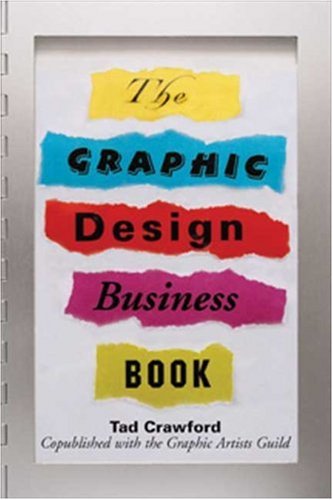 The
GRAPHIC
Design
Business
BOOK
Tad Crawford
Copublished with the Graphic Artists Guild